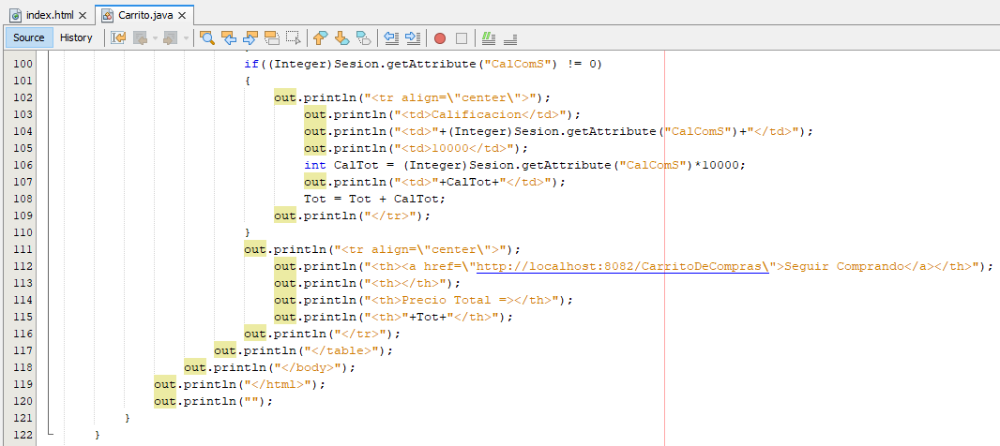 index.html Carrito.java
Source History
100 if((Integer)Sesion.getAttribute("CalComS") != 0)
101 {
102 out.println("<tr align=\"center\">");
103 out.println("<td>Calificacion</td>");
104 out.println("<td>"+(Integer)Sesion.getAttribute("CalComS")+"</td>");
105 out.println("<td>10000</td>");
106 int CalTot = (Integer)Sesion.getAttribute("CalComS")*10000;
107 out.println("<td>"+CalTot+"</td>");
108 Tot = Tot + CalTot;
109 out.println("</tr>");
110 }
111 out.println("<tr align=\"center\">");
112 out.println("<th><a href=\"http://localhost:8082/CarritoDeCompras\">Seguir Comprando</a></th>");
113 out.println("<th></th>");
114 out.println("<th>Precio Total =></th>");
115 out.println("<th>"+Tot+"</th>");
116 out.println("</tr>");
117 out.println("</table>");
118 out.println("</body>");
119 out.println("</html>");
120 out.println("");
121 }
122 }